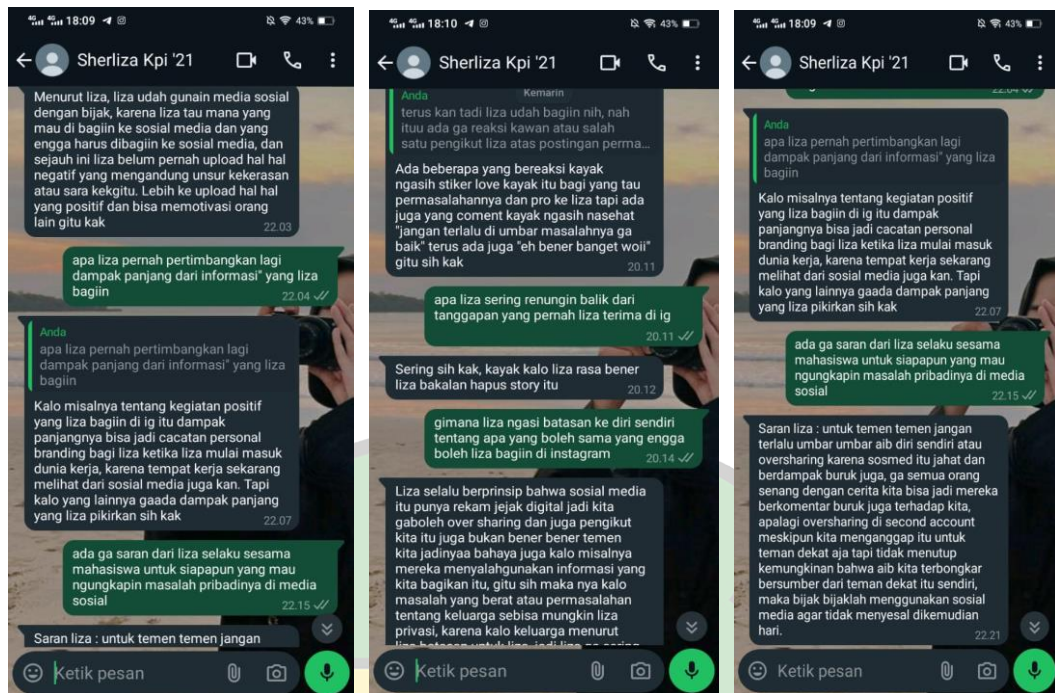 18:09
43%
Sherliza Kpi '21
Menurut liza, liza udah gunain media sosial
dengan bijak, karena liza tau mana yang
mau di bagiin ke sosial media dan yang
engga harus dibagiin ke sosial media, dan
sejauh ini liza belum pernah upload hal hal
negatif yang mengandung unsur kekerasan
atau sara kekgitu. Lebih ke upload hal hal
yang positif dan bisa memotivasi orang
lain gitu kak
22.03
apa liza pernah pertimbangkan lagi
dampak panjang dari informasi" yang liza
bagiin
22.04
Anda
apa liza pernah pertimbangkan lagi
dampak panjang dari informasi" yang liza
bagiin
Kalo misalnya tentang kegiatan positif
yang liza bagiin di ig itu dampak
panjangnya bisa jadi cacatan personal
branding bagi liza ketika liza mulai masuk
dunia kerja, karena tempat kerja sekarang
melihat dari sosial media juga kan. Tapi
kalo yang lainnya gaada dampak panjang
yang liza pikirkan sih kak
22.07
ada ga saran dari liza selaku sesama
mahasiswa untuk siapapun yang mau
ngungkapin masalah pribadinya di media
sosial
22.15
Saran liza : untuk temen temen jangan
Ketik pesan
18:10
43%
Sherliza Kpi '21
Kemarin
Anda
terus kan tadi liza udah bagiin nih, nah
ituu ada ga reaksi kawan atau salah
satu pengikut liza atas postingan perma...
Ada beberapa yang bereaksi kayak
ngasih stiker love kayak itu bagi yang tau
permasalahannya dan pro ke liza tapi ada
juga yang coment kayak ngasih nasehat
"jangan terlalu di umbar masalahnya ga
baik" terus ada juga "eh bener banget woii"
gitu sih kak
20.11
apa liza sering renungin balik dari
tanggapan yang pernah liza terima di ig
20.11
Sering sih kak, kayak kalo liza rasa bener
liza bakalan hapus story itu
20.12
gimana liza ngasi batasan ke diri sendiri
tentang apa yang boleh sama yang engga
boleh liza bagiin di instagram
20.14
Liza selalu berprinsip bahwa sosial media
itu punya rekam jejak digital jadi kita
gaboleh over sharing dan juga pengikut
kita itu juga bukan bener bener temen
kita jadinyaa bahaya juga kalo misalnya
mereka menyalahgunakan informasi yang
kita bagikan itu, gitu sih maka nya kalo
masalah yang berat atau permasalahan
tentang keluarga sebisa mungkin liza
privasi, karena kalo keluarga menurut
Ketik pesan
18:09
43%
Sherliza Kpi '21
22.04
Anda
apa liza pernah pertimbangkan lagi
dampak panjang dari informasi" yang liza
bagiin
Kalo misalnya tentang kegiatan positif
yang liza bagiin di ig itu dampak
panjangnya bisa jadi cacatan personal
branding bagi liza ketika liza mulai masuk
dunia kerja, karena tempat kerja sekarang
melihat dari sosial media juga kan. Tapi
kalo yang lainnya gaada dampak panjang
yang liza pikirkan sih kak
22.07
ada ga saran dari liza selaku sesama
mahasiswa untuk siapapun yang mau
ngungkapin masalah pribadinya di media
sosial
22.15
Saran liza : untuk temen temen jangan
terlalu umbar umbar aib diri sendiri atau
oversharing karena sosmed itu jahat dan
berdampak buruk juga, ga semua orang
senang dengan cerita kita bisa jadi mereka
berkomentar buruk juga terhadap kita,
apalagi oversharing di second account
meskipun kita menganggap itu untuk
teman dekat aja tapi tidak menutup
kemungkinan bahwa aib kita terbongkar
bersumber dari teman dekat itu sendiri,
maka bijak bijaklah menggunakan sosial
media agar tidak menyesal dikemudian
hari.
22.21
Ketik pesan